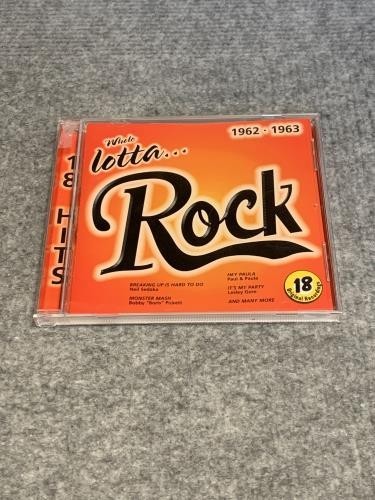 Whole
lotta...
1962 • 1963
Rock
18
HITS
BREAKING UP IS HARD TO DO
Neil Sedaka
MONSTER MASH
Bobby "Boris" Pickett
HEY PAULA
Paul & Paula
IT'S MY PARTY
Lesley Gore
AND MANY MORE
18
Original Recordings